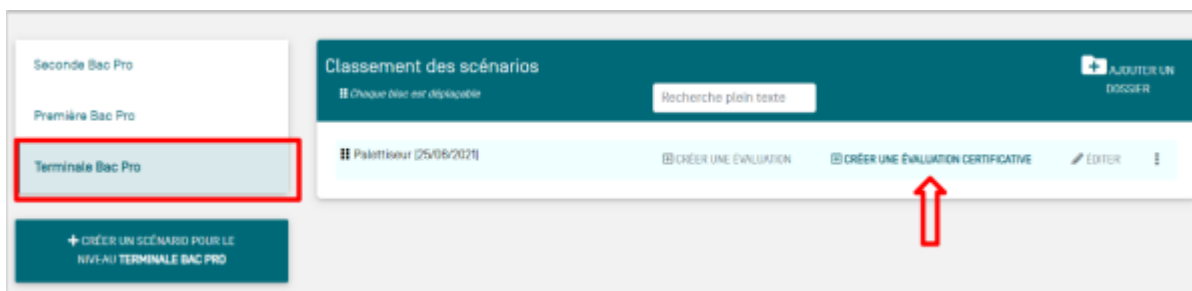 Seconde Bac Pro
Première Bac Pro
Terminale Bac Pro
+ CRÉER UN SCÉNARIO POUR LE
NIVEAU TERMINALE BAC PRO
Classement des scénarios
Chaque bloc est déplaçable
Recherche plein texte
AJOUTER UN
DOSSIER
Palettiseur (25/06/2021)
CRÉER UNE ÉVALUATION
CRÉER UNE ÉVALUATION CERTIFICATIVE
ÉDITER